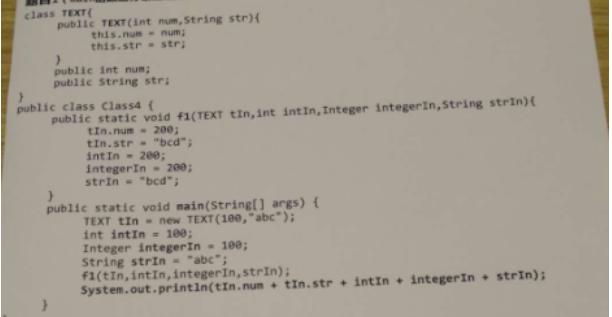 class TEXT{
public TEXT(int num,String str){
this.num = num;
this.str = str;
}
public int num;
public String str;
}
public class Class4 {
public static void f1(TEXT tIn,int intIn,Integer integerIn,String strIn){
tIn.num = 200;
tIn.str = "bcd";
intIn = 200;
integerIn = 200;
strIn = "bcd";
}
public static void main(String[] args) {
TEXT tIn = new TEXT(100,"abc");
int intIn = 100;
Integer integerIn = 100;
String strIn = "abc";
f1(tIn,intIn,integerIn,strIn);
System.out.println(tIn.num + tIn.str + intIn + integerIn + strIn);
}